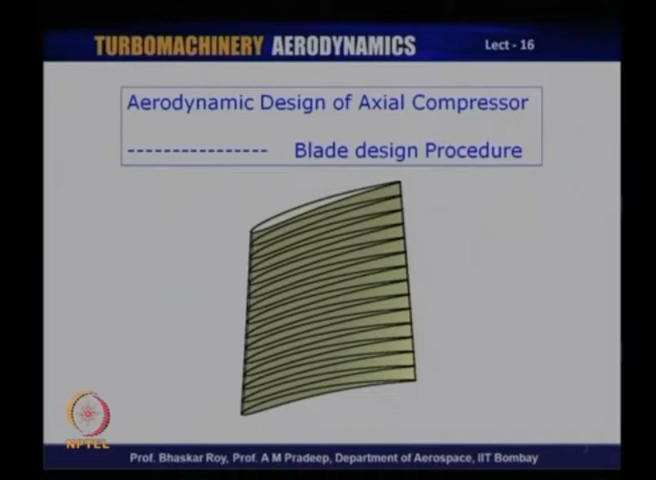 TURBOMACHINERY AERODYNAMICS
Lect - 16
Aerodynamic Design of Axial Compressor
---------------- Blade design Procedure
NPTEL
Prof. Bhaskar Roy, Prof. A M Pradeep, Department of Aerospace, IIT Bombay